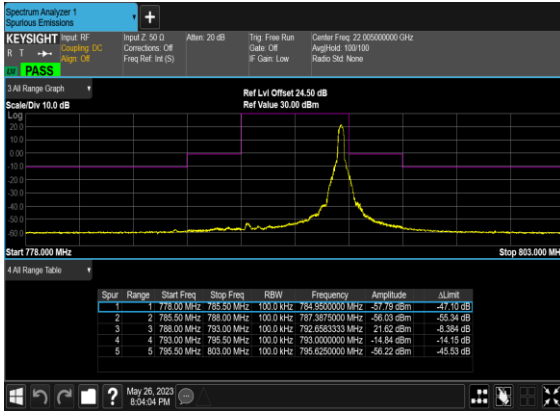 Spectrum Analyzer 1
Spurious Emissions
KEYSIGHT Input: RF Input Z: 50 Ω Atten: 20 dB Trig: Free Run Center Freq: 22.005000000 GHz
R T Coupling: DC Corrections: Off Gate: Off Avg|Hold: 100/100
Align: Off Freq Ref: Int (S) IF Gain: Low Radio Std: None
PASS
3 All Range Graph
Ref Lvl Offset 24.50 dB
Scale/Div 10.0 dB Ref Value 30.00 dBm
Log
20.0
10.0
0.00
-10.0
-20.0
-30.0
-40.0
-50.0
-60.0
Start 778.000 MHz Stop 803.000 MHz
4 All Range Table
Spur Range Start Freq Stop Freq RBW Frequency Amplitude ΔLimit
1 1 778.00 MHz 785.50 MHz 100.0 kHz 784.9500000 MHz -57.79 dBm -47.10 dB
2 2 785.50 MHz 788.00 MHz 100.0 kHz 787.3875000 MHz -56.03 dBm -55.34 dB
3 3 788.00 MHz 793.00 MHz 100.0 kHz 792.6583333 MHz 21.62 dBm -8.384 dB
4 4 793.00 MHz 795.50 MHz 100.0 kHz 793.0000000 MHz -14.84 dBm -14.15 dB
5 5 795.50 MHz 803.00 MHz 100.0 kHz 795.6250000 MHz -56.22 dBm -45.53 dB
? May 26, 2023
8:04:04 PM